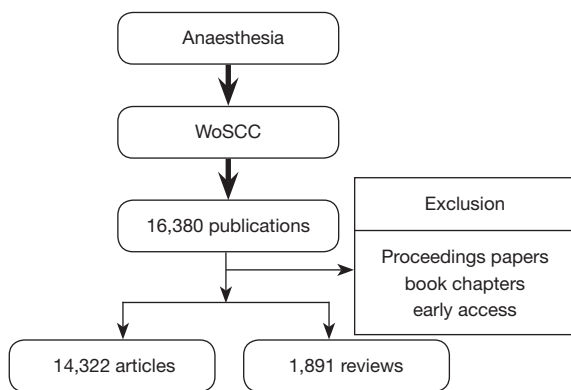 Anaesthesia
WoSCC
16,380 publications
Exclusion
Proceedings papers
book chapters
early access
14,322 articles
1,891 reviews